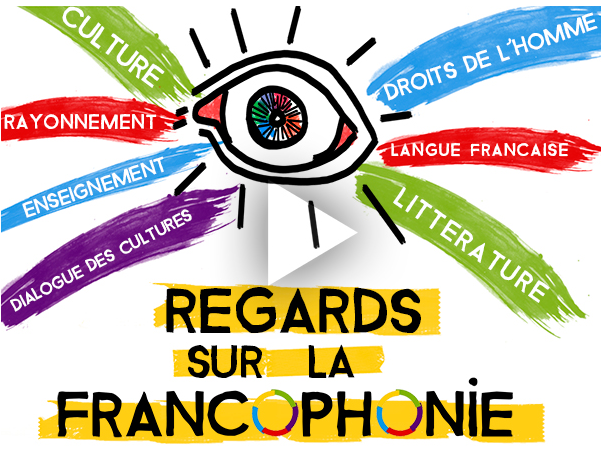 CULTURE
RAYONNEMENT
ENSEIGNEMENT
DIALOGUE DES CULTURES
DROITS DE L'HOMME
LANGUE FRANCAISE
LITTERATURE
REGARDS
SUR LA
FRANCOPHONIE